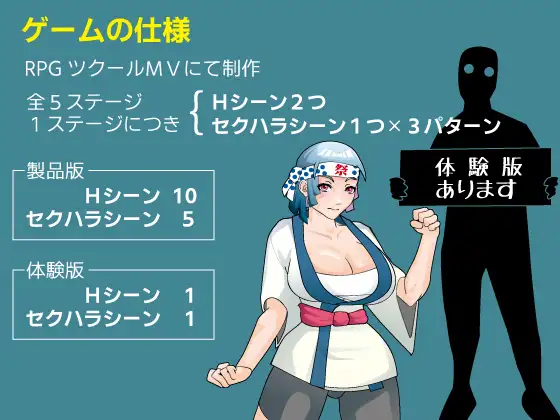 ゲームの仕様
RPGツクールMVにて制作
全5ステージ
1ステージにつき
Hシーン2つ
セクハラシーン1つ×3パターン
製品版
Hシーン 10
セクハラシーン 5
体験版
Hシーン 1
セクハラシーン 1
祭
体験版
あります